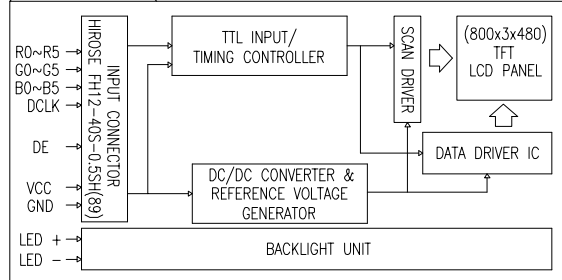 R0~R5
G0~G5
B0~B5
DCLK
DE
VCC
GND
LED +
LED -
INPUT CONNECTOR
HIROSE FH12-40S-0.5SH(89)
TTL INPUT/
TIMING CONTROLLER
DC/DC CONVERTER &
REFERENCE VOLTAGE
GENERATOR
SCAN DRIVER
(800x3x480)
TFT
LCD PANEL
DATA DRIVER IC
BACKLIGHT UNIT